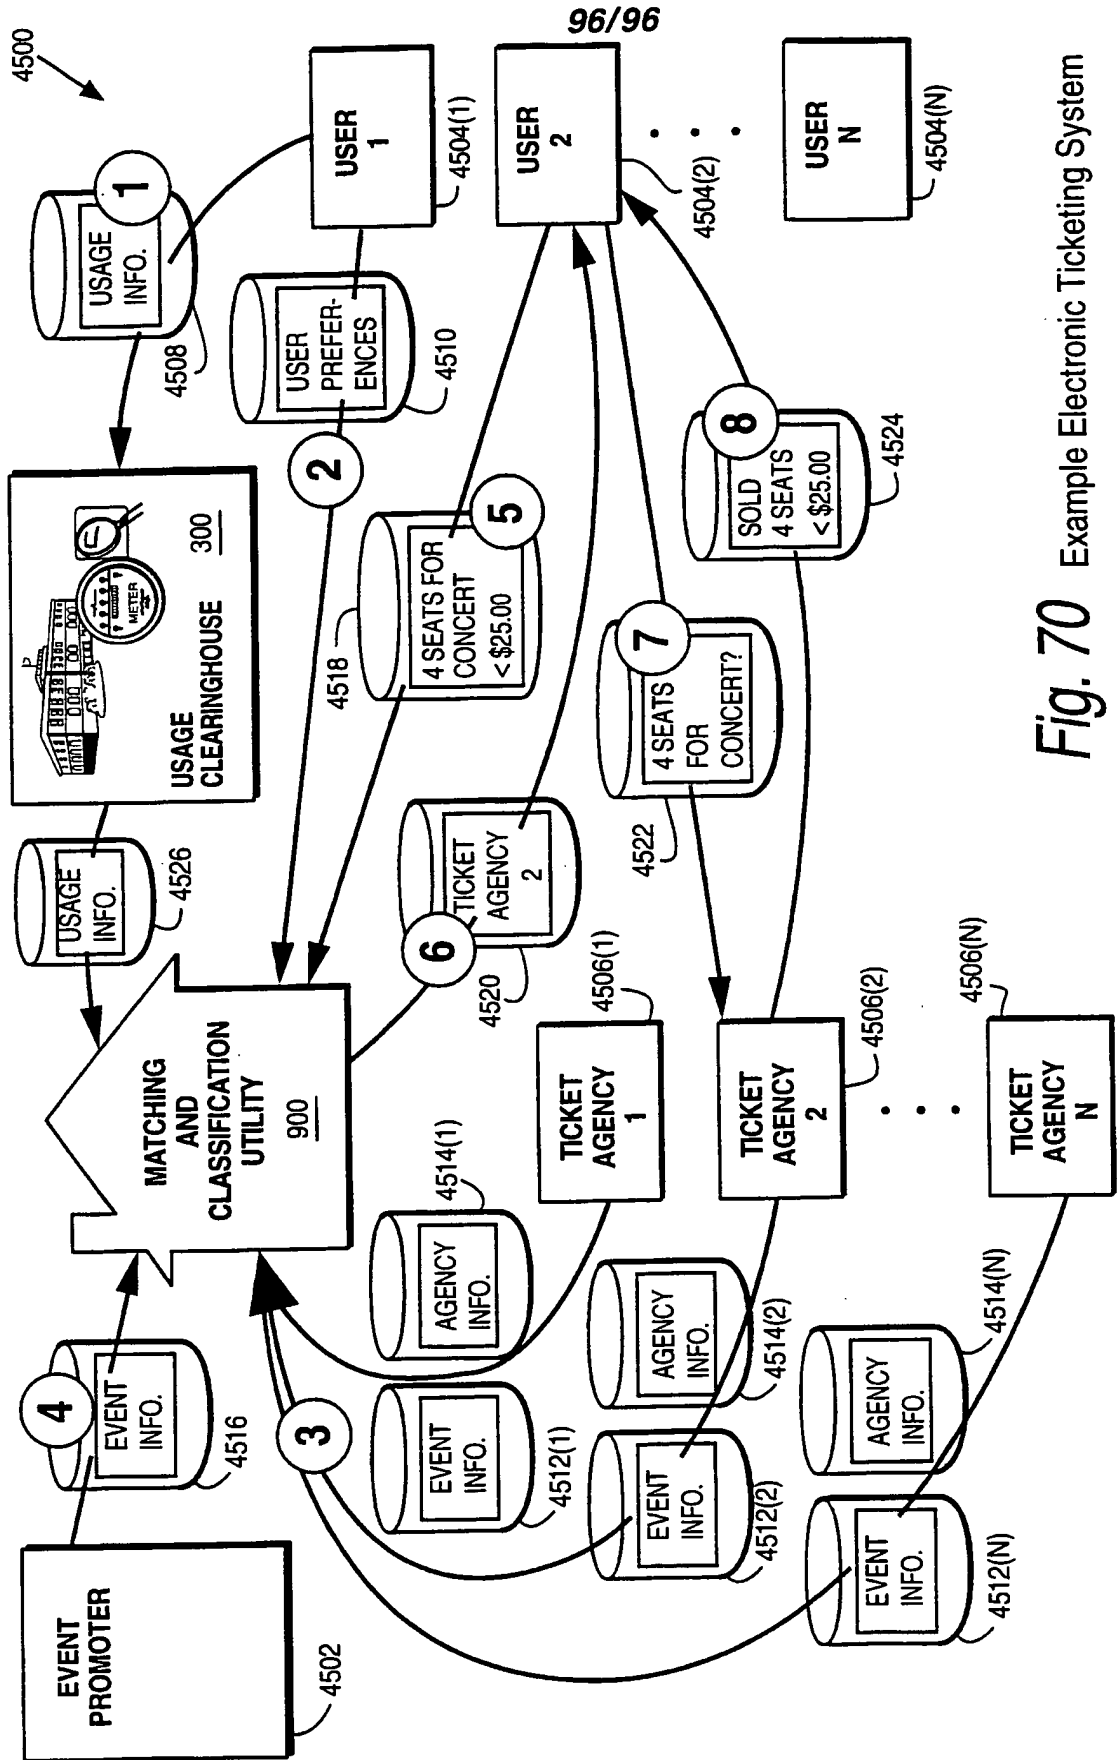 96/96
4500
EVENT
PROMOTER
4502
4
EVENT
INFO.
4516
MATCHING
AND
CLASSIFICATION
UTILITY
900
USAGE
INFO.
4526
USAGE
CLEARINGHOUSE
300
METER
1
USAGE
INFO.
4508
2
USER
PREFER-
ENCES
4510
USER
1
4504(1)
3
EVENT
INFO.
4512(1)
AGENCY
INFO.
4514(1)
TICKET
AGENCY
1
4506(1)
6
TICKET
AGENCY
2
4520
5
4 SEATS FOR
CONCERT
< $25.00
4518
USER
2
4504(2)
EVENT
INFO.
4512(2)
AGENCY
INFO.
4514(2)
TICKET
AGENCY
2
4506(2)
7
4 SEATS
FOR
CONCERT?
4522
8
SOLD
4 SEATS
< $25.00
4524
USER
N
4504(N)
EVENT
INFO.
4512(N)
AGENCY
INFO.
4514(N)
TICKET
AGENCY
N
4506(N)
Fig. 70 Example Electronic Ticketing System